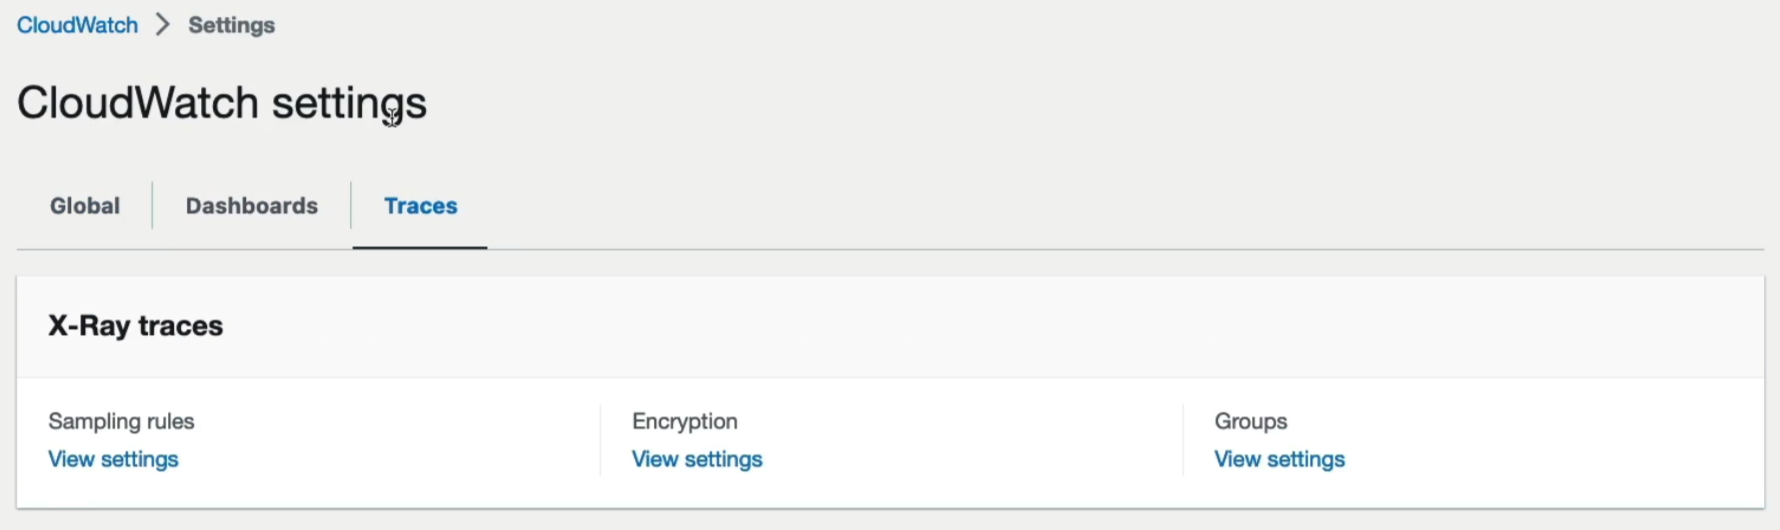 CloudWatch > Settings
CloudWatch settings
Global Dashboards Traces
X-Ray traces
Sampling rules Encryption Groups
View settings View settings View settings